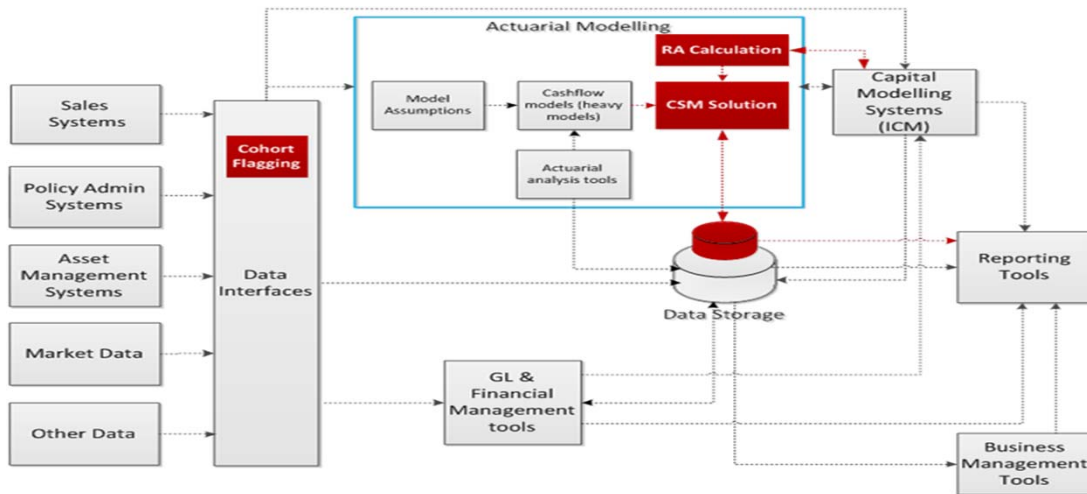 Actuarial Modelling
RA Calculation
Sales
Systems
Model
Assumptions
Cashflow
models (heavy
models)
CSM Solution
Capital
Modelling
Systems
(ICM)
Cohort
Flagging
Policy Admin
Systems
Actuarial
analysis tools
Asset
Management
Systems
Data
Interfaces
Reporting
Tools
Data Storage
Market Data
GL &
Financial
Management
tools
Other Data
Business
Management
Tools